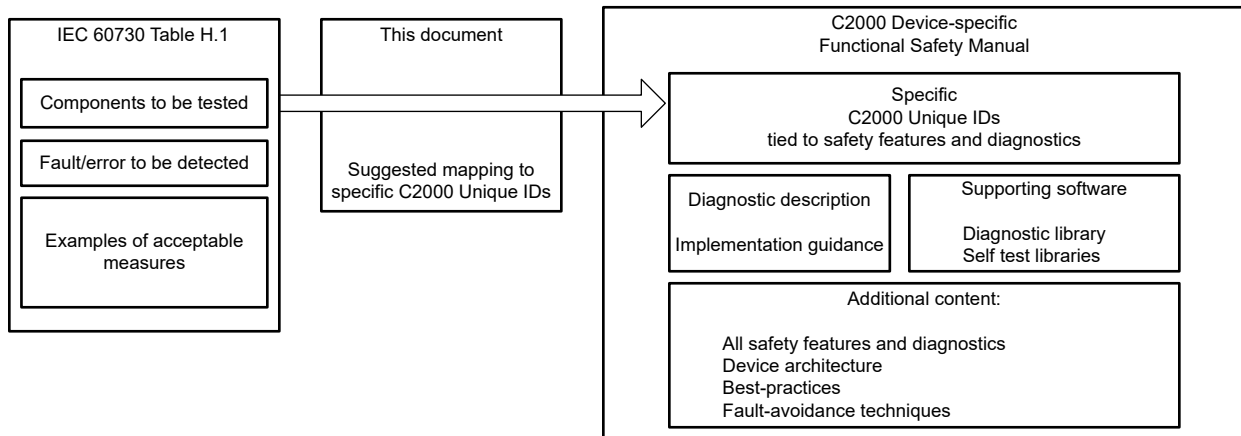 IEC 60730 Table H.1
Components to be tested
Fault/error to be detected
Examples of acceptable
measures
This document
Suggested mapping to
specific C2000 Unique IDs
C2000 Device-specific
Functional Safety Manual
Specific
C2000 Unique IDs
tied to safety features and diagnostics
Diagnostic description
Implementation guidance
Supporting software
Diagnostic library
Self test libraries
Additional content:
All safety features and diagnostics
Device architecture
Best-practices
Fault-avoidance techniques